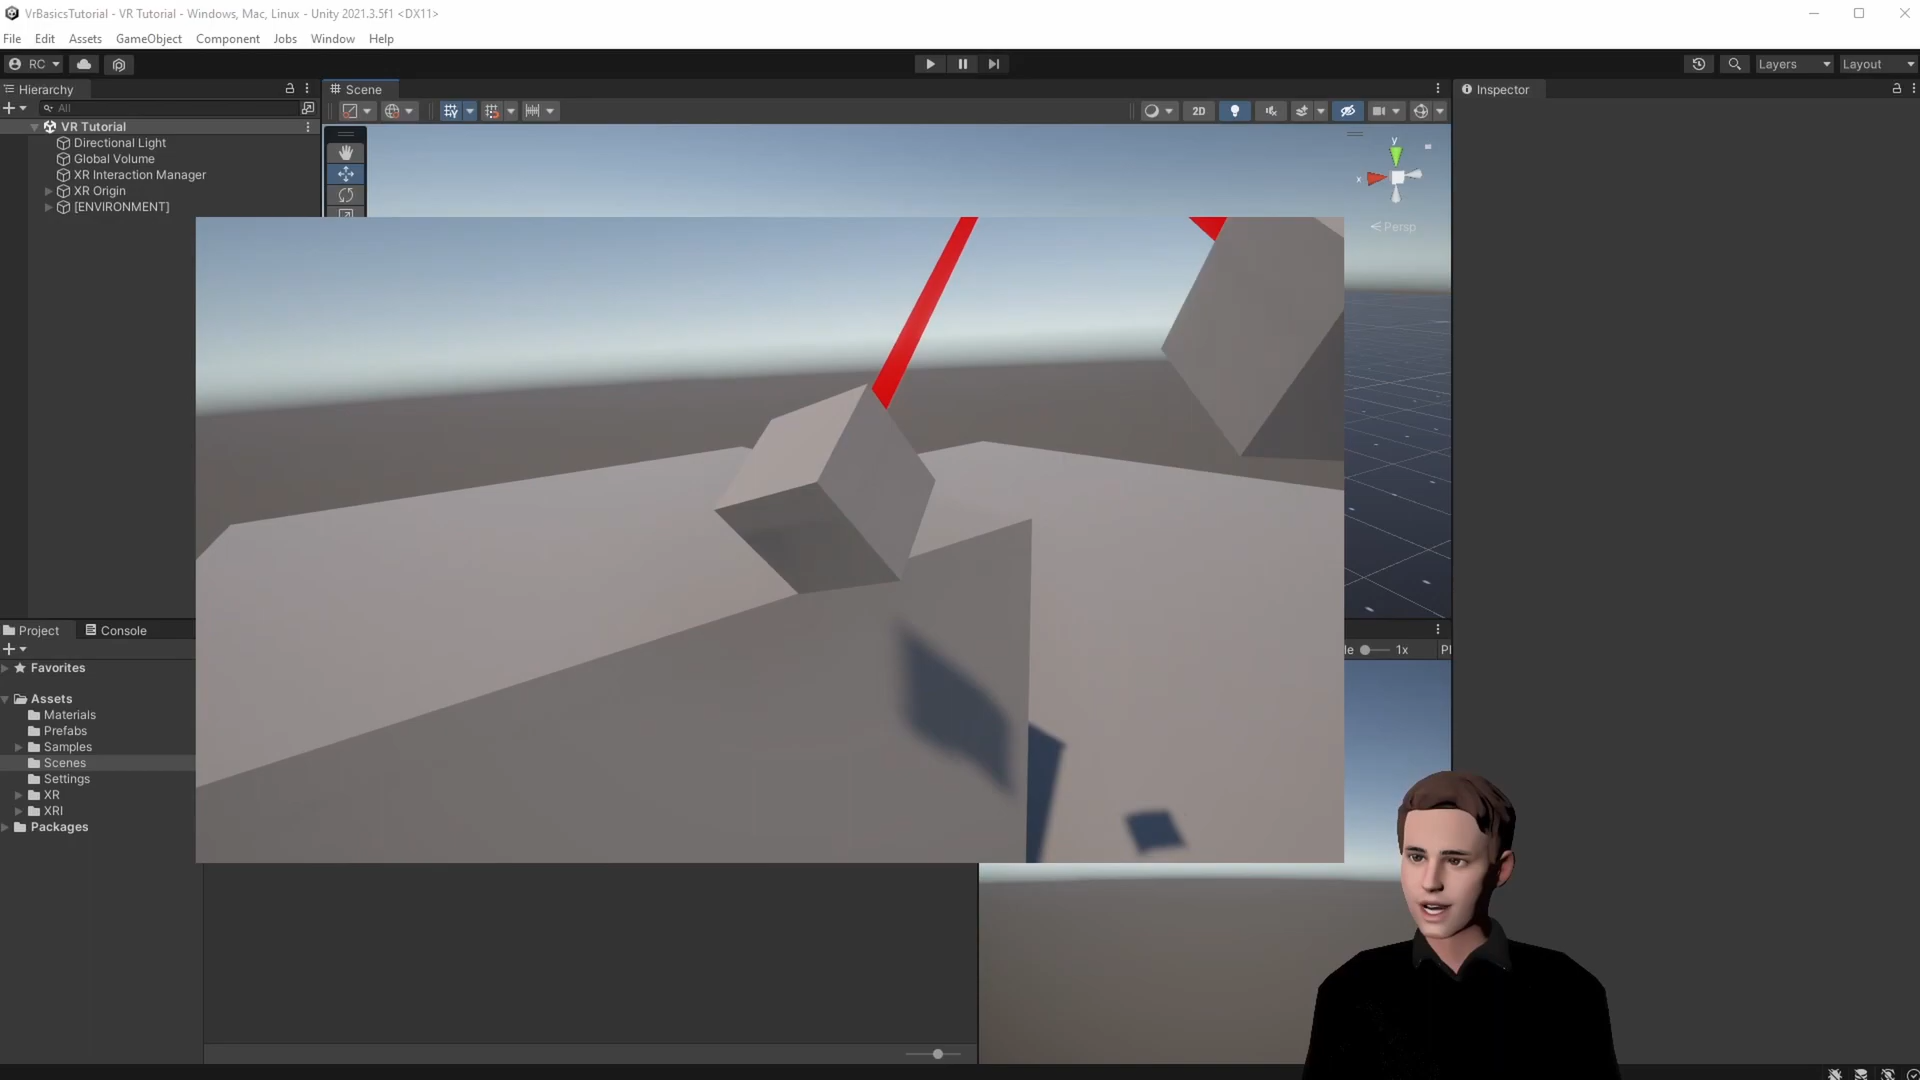 VrBasicsTutorial - VR Tutorial - Windows, Mac, Linux - Unity 2021.3.5f1 <DX11>
File Edit Assets GameObject Component Jobs Window Help
RC Layers Layout
Hierarchy
All
VR Tutorial
Directional Light
Global Volume
XR Interaction Manager
XR Origin
[ENVIRONMENT]
Scene
2D
y
x
Persp
Inspector
Project Console
Favorites
Assets
Materials
Prefabs
Samples
Scenes
Settings
XR
XRI
Packages
le 1x Pl